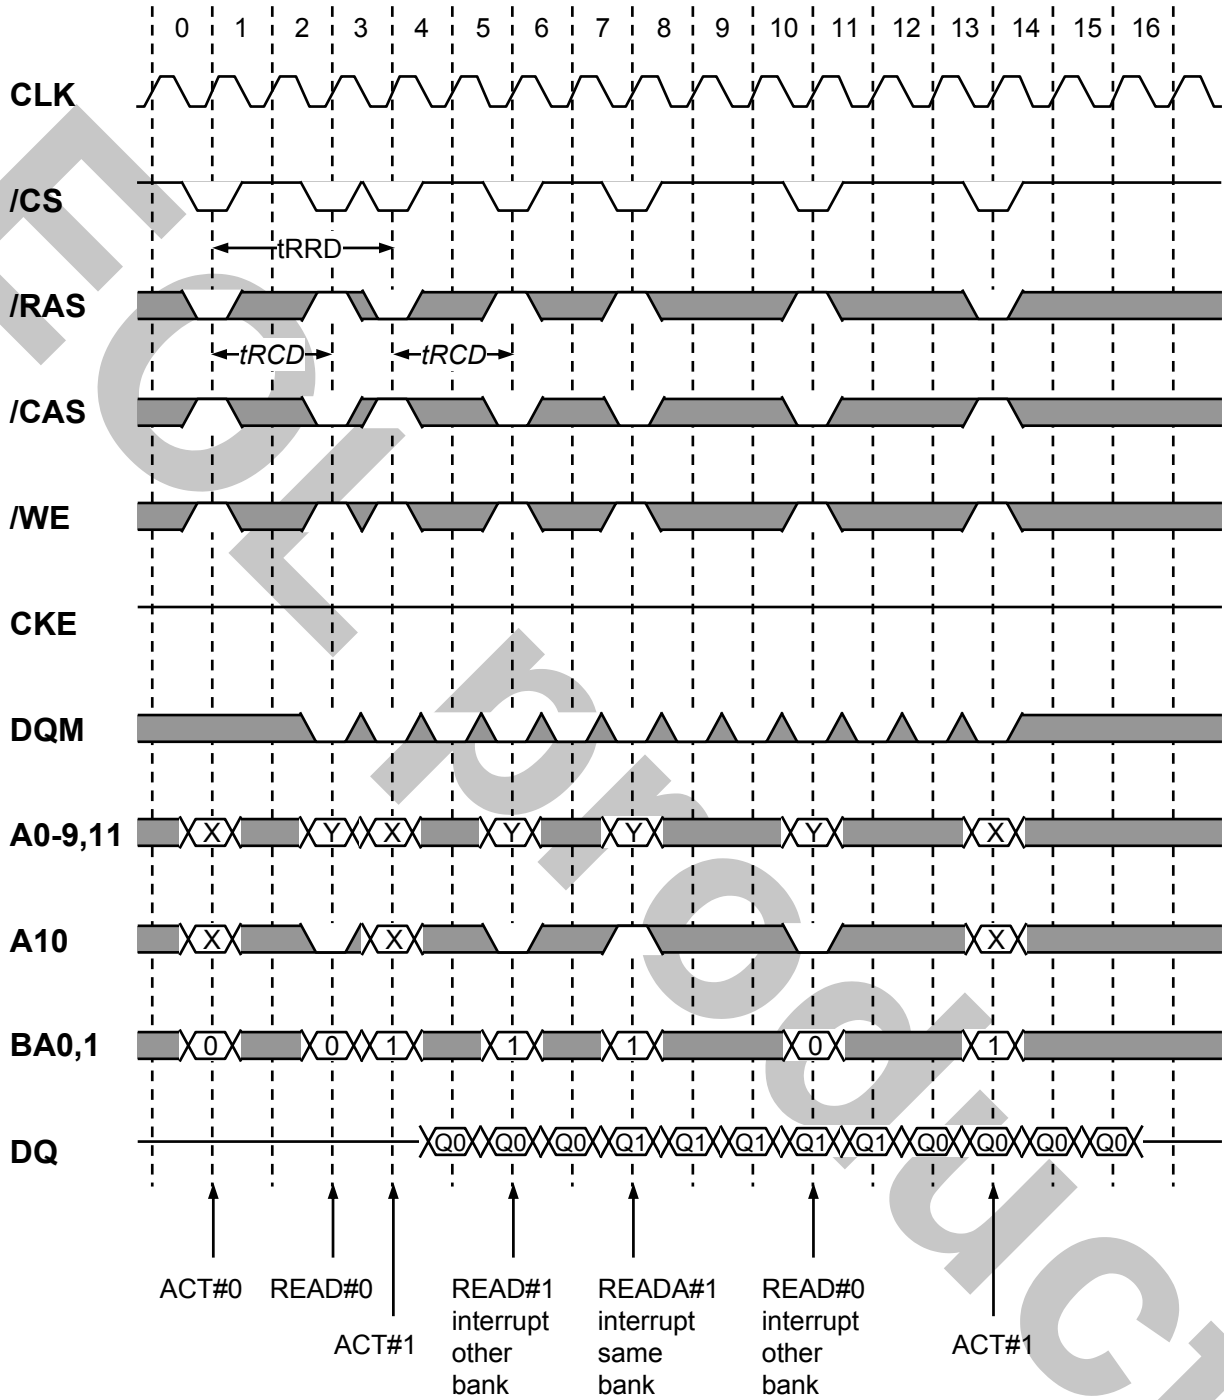 0 1 2 3 4 5 6 7 8 9 10 11 12 13 14 15 16
CLK
/CS
tRRD
/RAS
tRCD tRCD
/CAS
/WE
CKE
DQM
A0-9,11 X Y X Y Y Y X
A10 X X X
BA0,1 0 0 1 1 1 0 1
DQ Q0 Q0 Q0 Q1 Q1 Q1 Q1 Q1 Q0 Q0 Q0 Q0
ACT#0 READ#0 READ#1 READA#1 READ#0
interrupt interrupt interrupt
ACT#1 other same other ACT#1
bank bank bank
EOL product